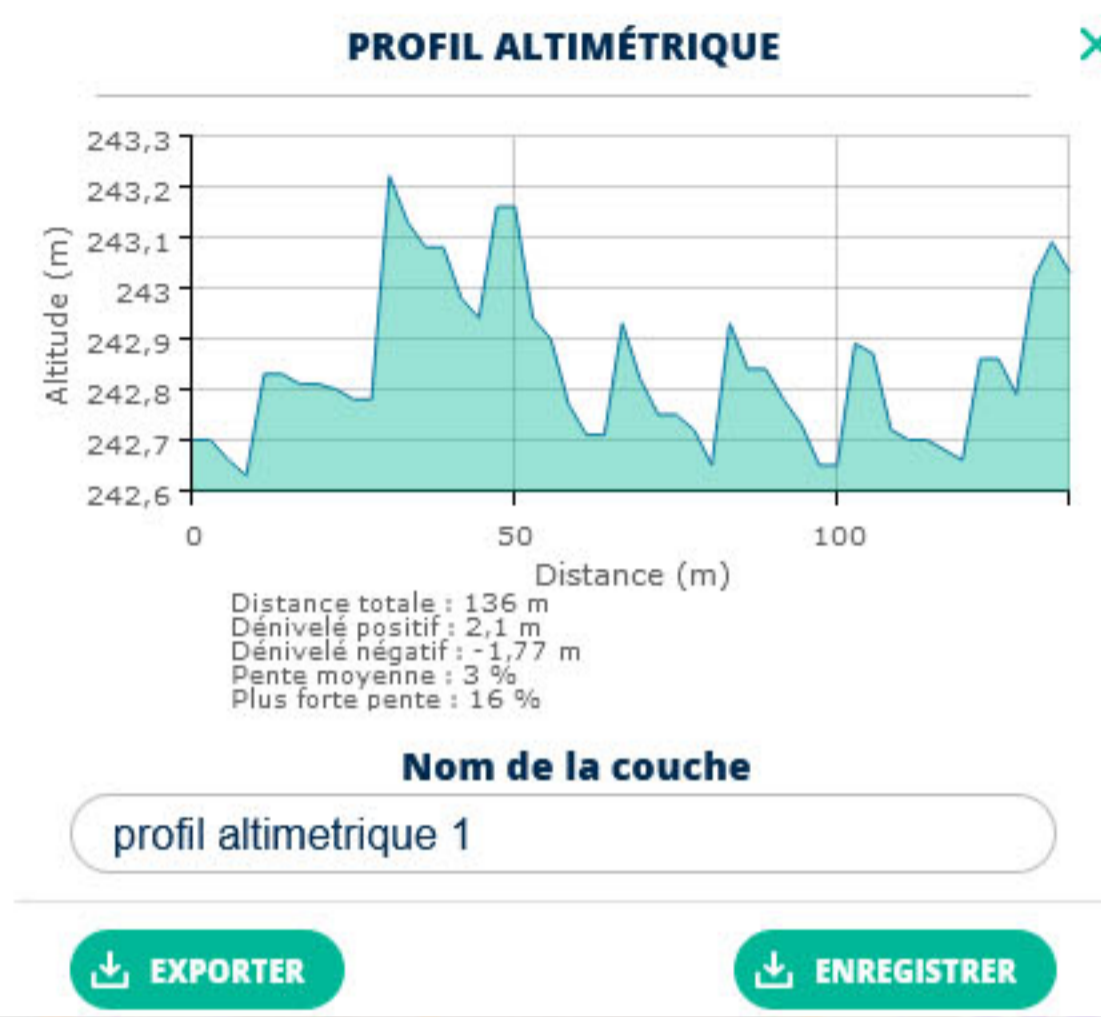 PROFIL ALTIMÉTRIQUE
243,3
243,2
243,1
243
242,9
242,8
242,7
242,6
Altitude (m)
0 50 100
Distance (m)
Distance totale : 136 m
Dénivelé positif : 2,1 m
Dénivelé négatif : -1,77 m
Pente moyenne : 3 %
Plus forte pente : 16 %
Nom de la couche
profil altimetrique 1
EXPORTER
ENREGISTRER